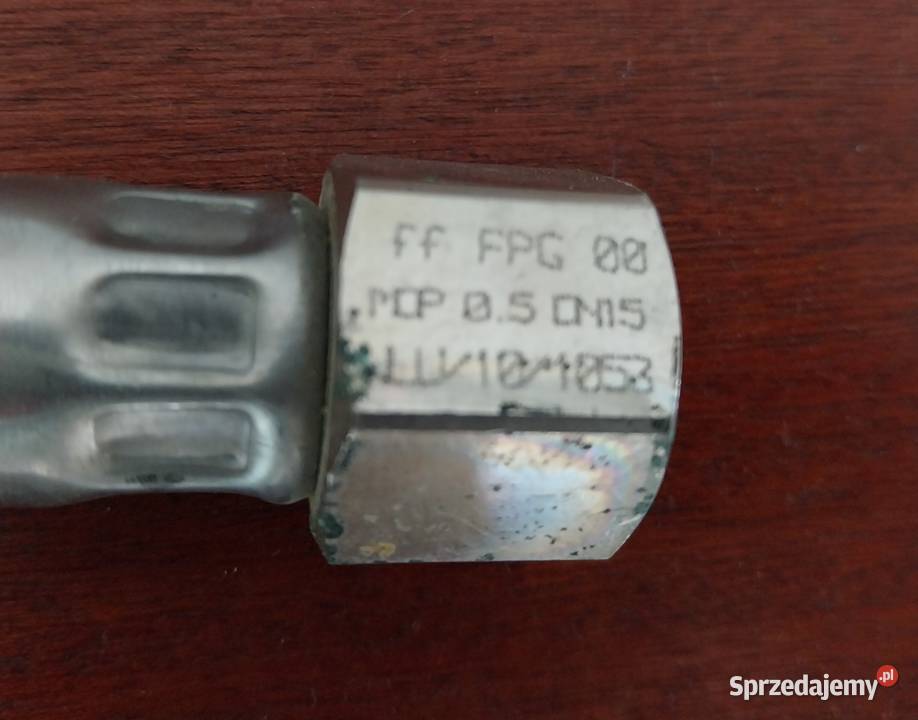 ff FPG 00
MOP 0.5 DN15
/10/1053
Sprzedajemy.pl